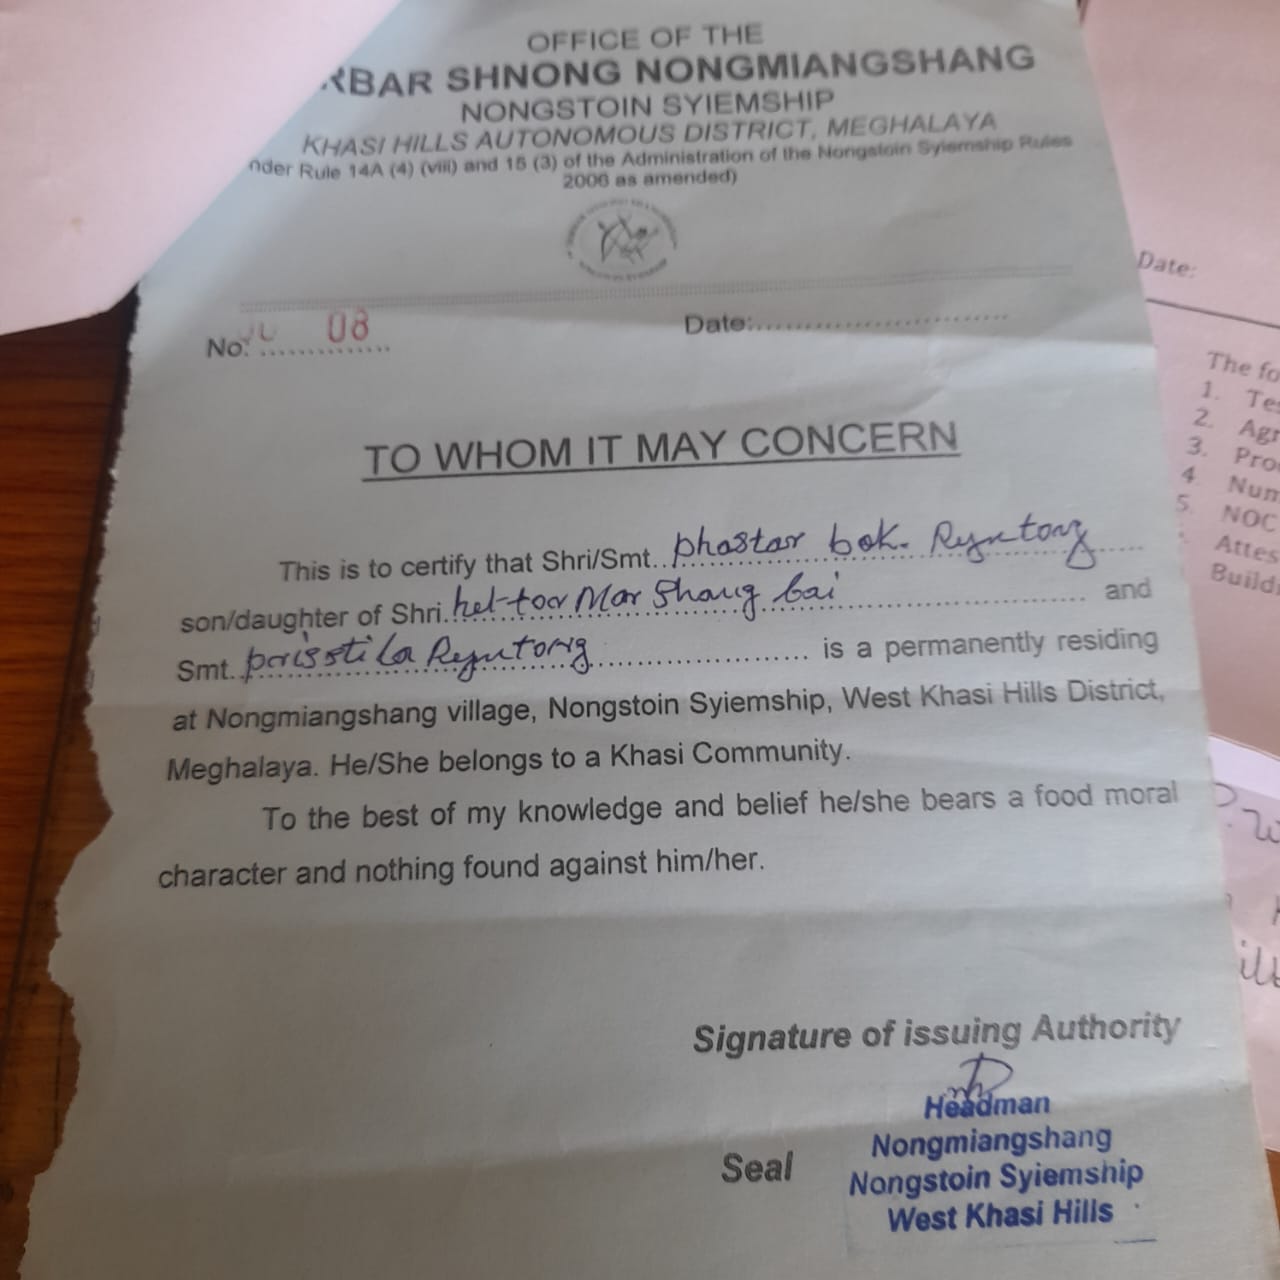 OFFICE OF THE
RBAR SHNONG NONGMIANGSHANG
NONGSTOIN SYIEMSHIP
KHASI HILLS AUTONOMOUS DISTRICT, MEGHALAYA
nder Rule 14A (4) (viii) and 15 (3) of the Administration of the Nongstoin Syiemship Rules
2006 as amended)
No. 08
Date:
TO WHOM IT MAY CONCERN
This is to certify that Shri/Smt. phastar bok. Ryntong
son/daughter of Shri. hel-tor Mar Shang bai and
Smt. prisstila Ryntong is a permanently residing
at Nongmiangshang village, Nongstoin Syiemship, West Khasi Hills District,
Meghalaya. He/She belongs to a Khasi Community.
To the best of my knowledge and belief he/she bears a food moral
character and nothing found against him/her.
Signature of issuing Authority
Headman
Nongmiangshang
Seal
Nongstoin Syiemship
West Khasi Hills
Date:
The fo
1. Tes
2. Agr
3. Pro
4 Num
5. NOC
Attes
Build